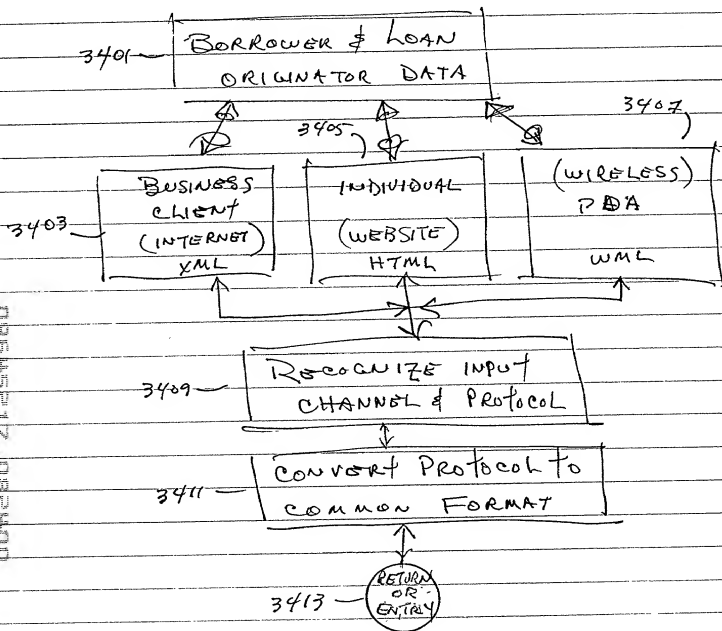 3401
BORROWER & LOAN
ORIGINATOR DATA
3405
3407
3403
BUSINESS
CLIENT
(INTERNET)
XML
INDIVIDUAL
(WEBSITE)
HTML
(WIRELESS)
PDA
WML
3409
RECOGNIZE INPUT
CHANNEL & PROTOCOL
3411
CONVERT PROTOCOL TO
COMMON FORMAT
3413
RETURN
OR
ENTRY